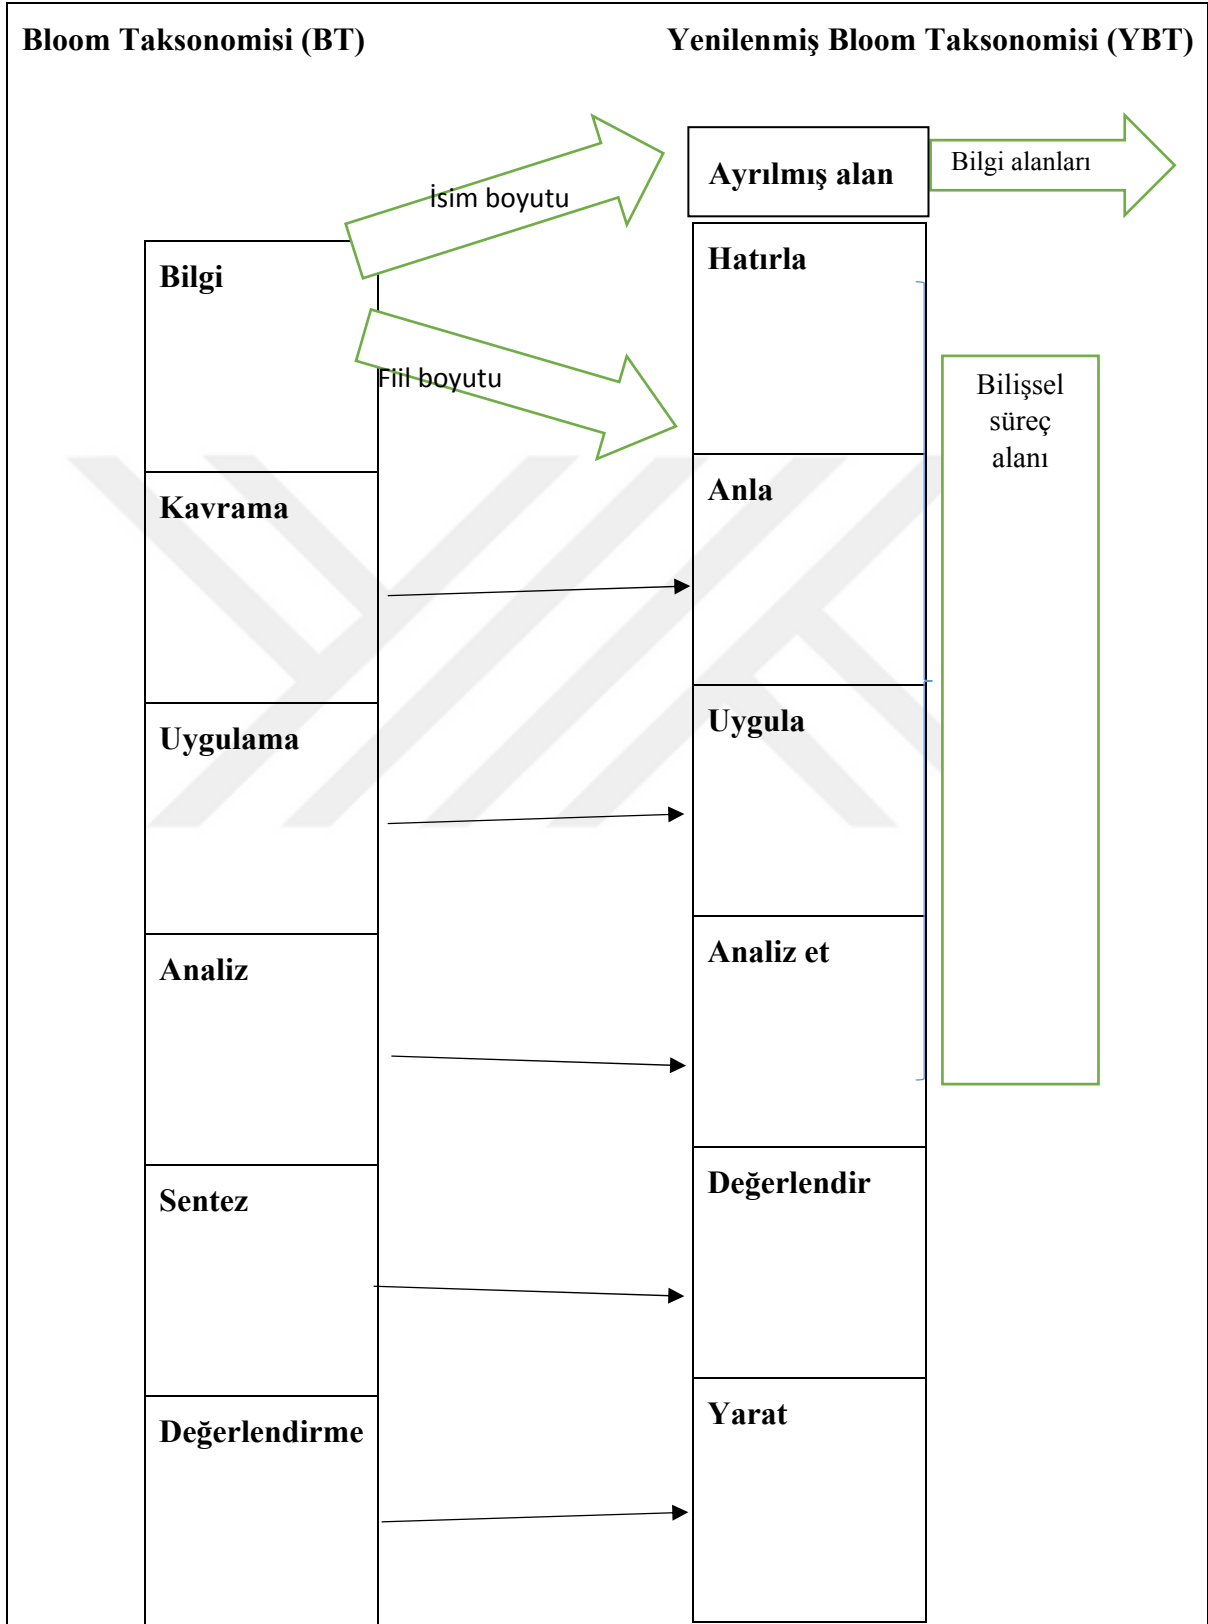 Bloom Taksonomisi (BT)
Yenilenmiş Bloom Taksonomisi (YBT)
Bilgi
Kavrama
Uygulama
Analiz
Sentez
Değerlendirme
İsim boyutu
Fiil boyutu
Ayrılmış alan
Bilgi alanları
Hatırla
Anla
Uygula
Analiz et
Değerlendir
Yarat
Bilişsel
süreç
alanı